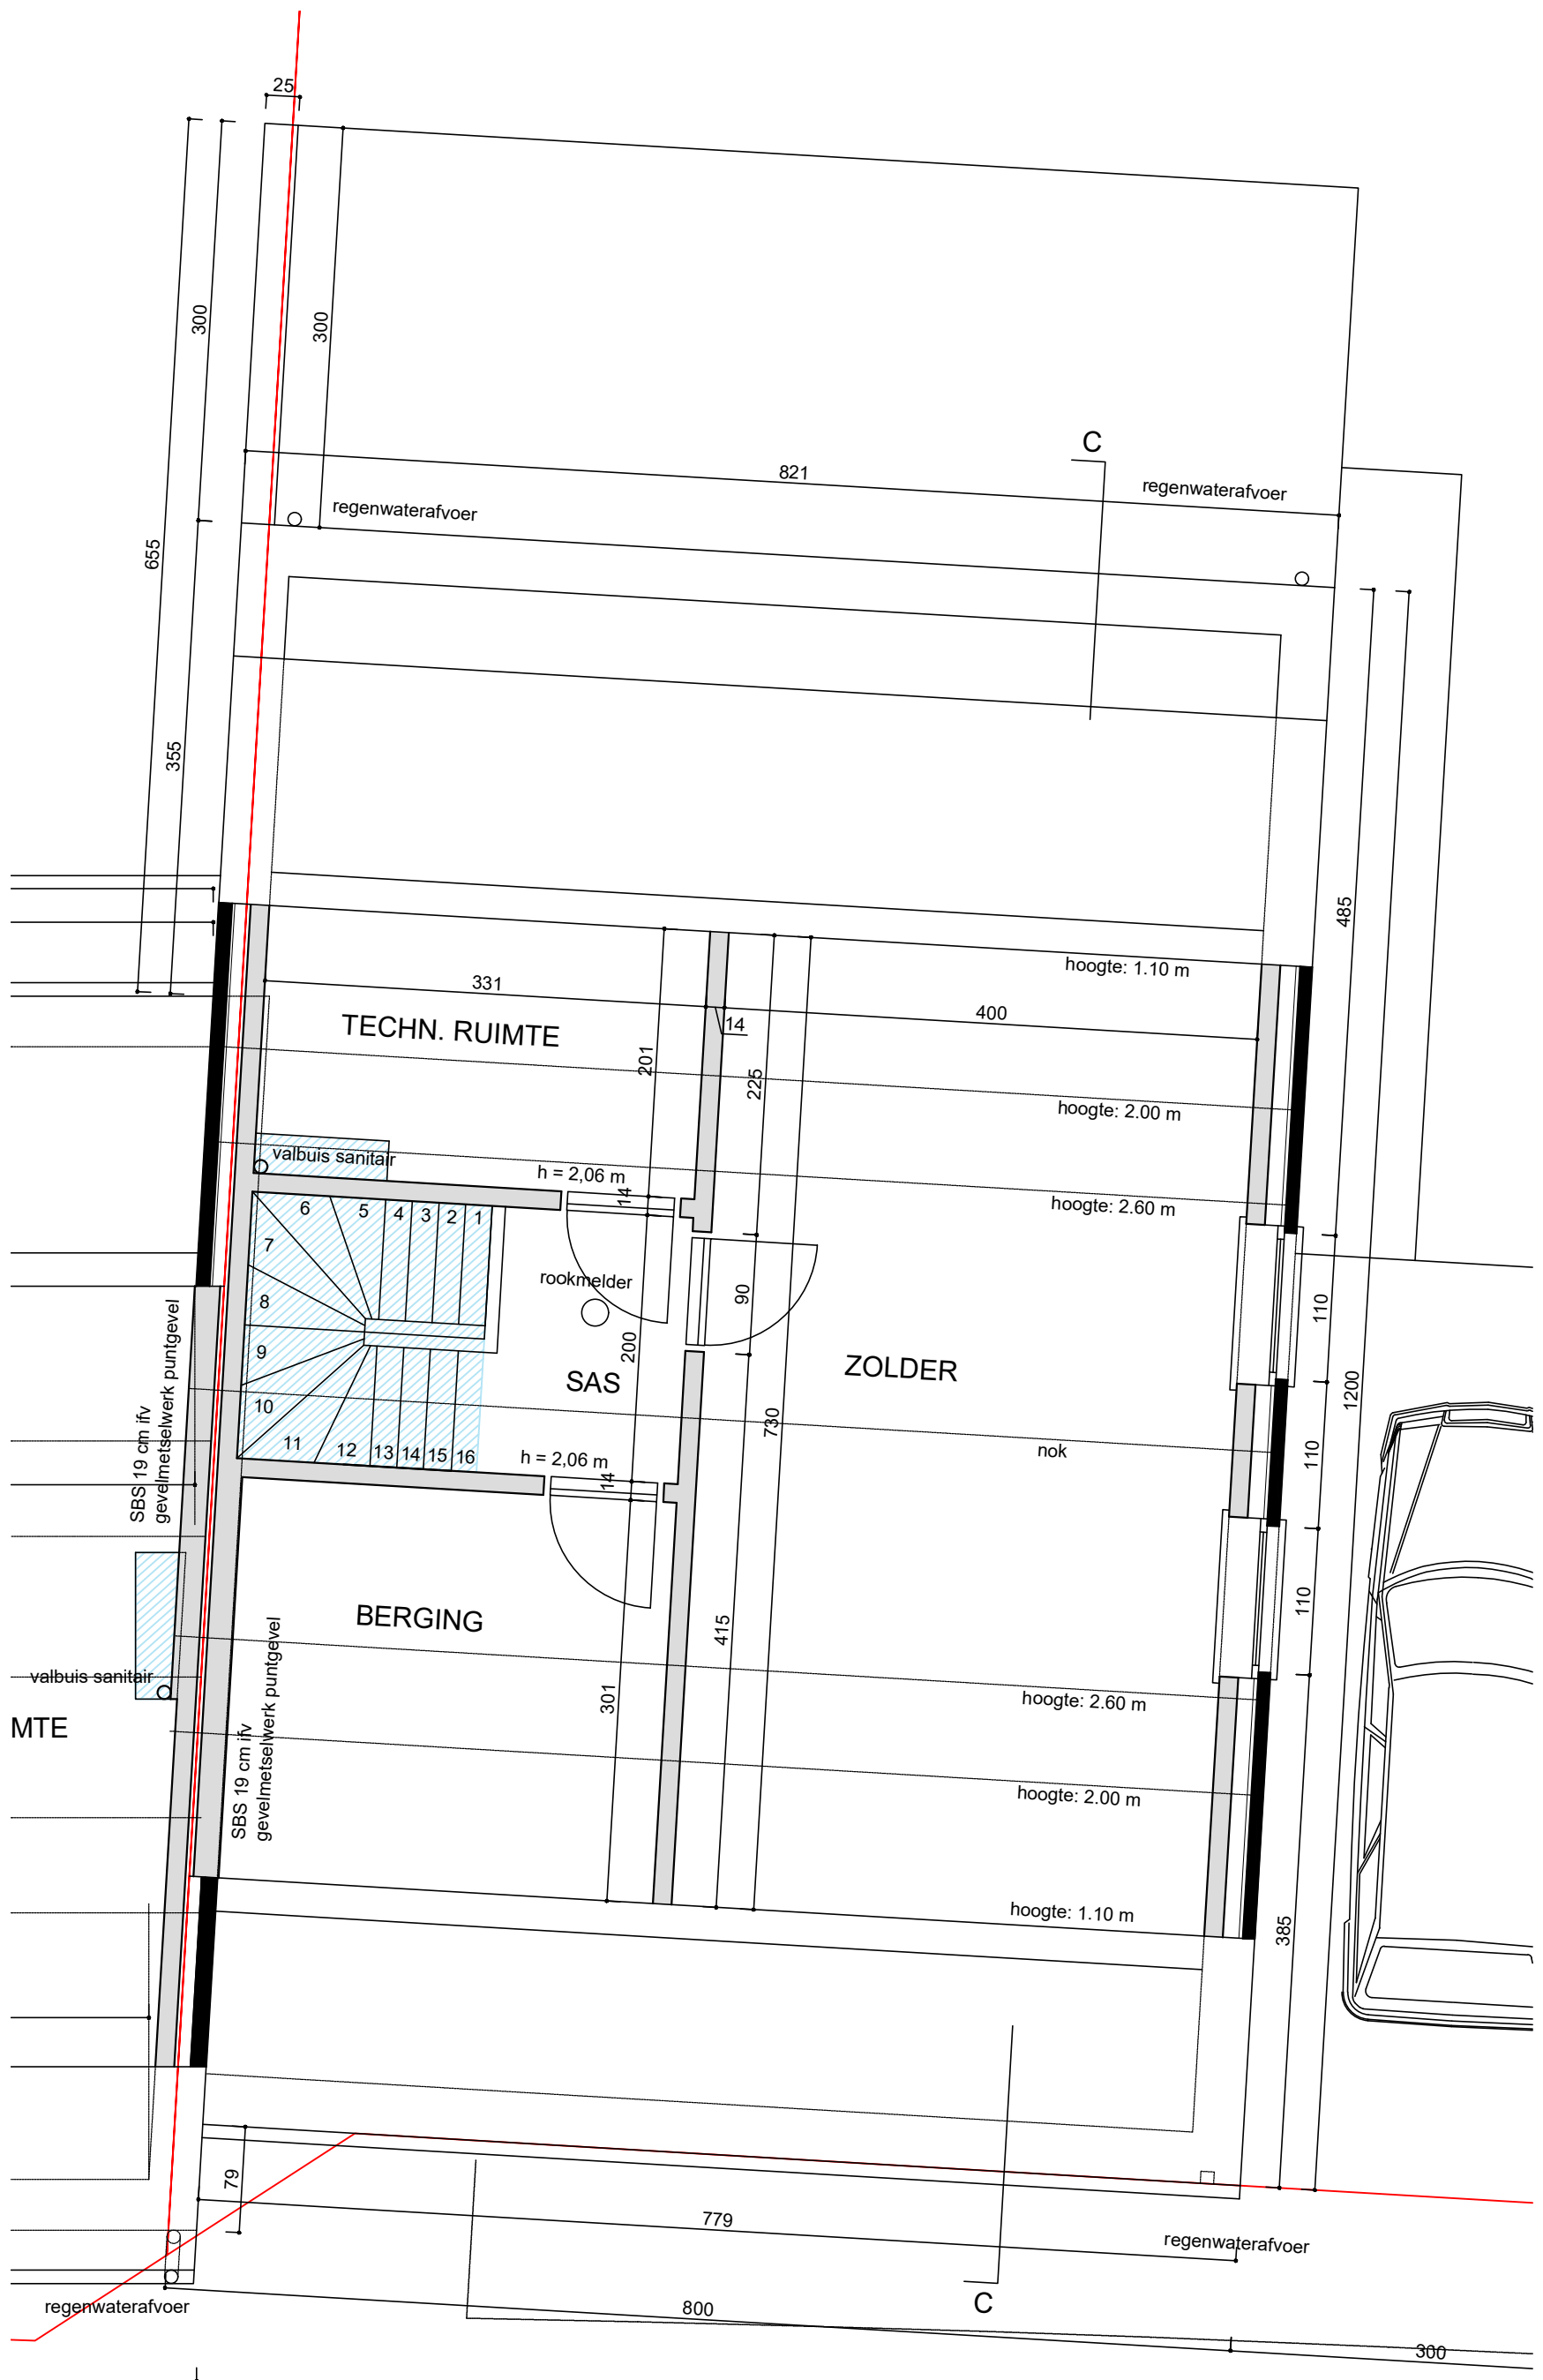 25
300
300
C
821
regenwaterafvoer
regenwaterafvoer
655
355
485
hoogte: 1.10 m
331
400
14
TECHN. RUIMTE
201
225
hoogte: 2.00 m
valbuis sanitair
h = 2,06 m
14
hoogte: 2.60 m
6
5
4
3
2
1
7
rookmelder
8
90
110
9
200
SAS
ZOLDER
1200
10
730
11
12
13
14
15
16
h = 2,06 m
14
nok
110
SBS 19 cm ifv
gevelmetselwerk puntgevel
BERGING
415
110
valbuis sanitair
301
hoogte: 2.60 m
MTE
SBS 19 cm ifv
gevelmetselwerk puntgevel
hoogte: 2.00 m
hoogte: 1.10 m
385
79
779
regenwaterafvoer
C
regenwaterafvoer
800
300